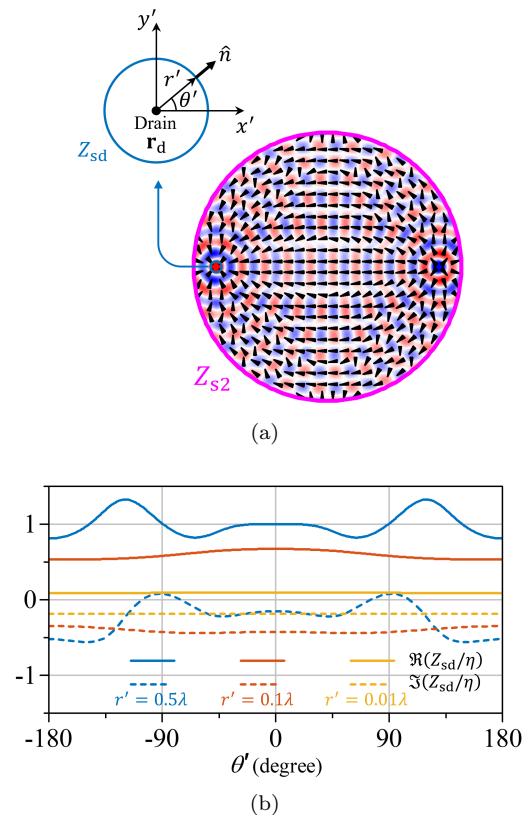 y′
r′
n̂
θ′
x′
Drain
r_d
Z_sd
Z_s2
(a)
1
0
-1
ℜ(Z_sd/η)
ℑ(Z_sd/η)
r′ = 0.5λ r′ = 0.1λ r′ = 0.01λ
-180 -90 0 90 180
θ′ (degree)
(b)